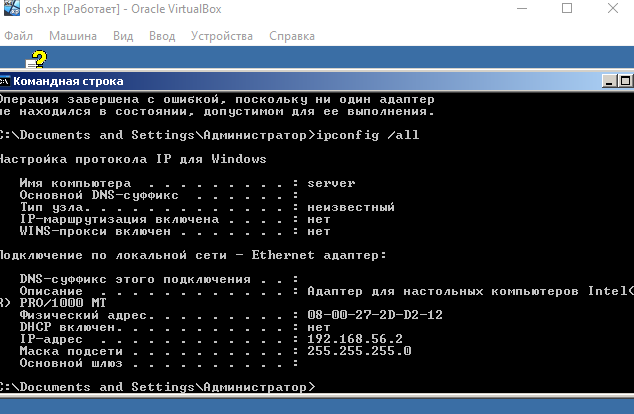 osh.xp [Работает] - Oracle VirtualBox
Файл Машина Вид Ввод Устройства Справка
Командная строка
Операция завершена с ошибкой, поскольку ни один адаптер
не находился в состоянии, допустимом для ее выполнения.
C:\Documents and Settings\Администратор>ipconfig /all
Настройка протокола IP для Windows
Имя компьютера . . . . . . . . . : server
Основной DNS-суффикс . . . . . . :
Тип узла. . . . . . . . . . . . . : неизвестный
IP-маршрутизация включена . . . . : нет
WINS-прокси включен . . . . . . . : нет
Подключение по локальной сети - Ethernet адаптер:
DNS-суффикс этого подключения . . :
Описание . . . . . . . . . . . . : Адаптер для настольных компьютеров Intel(
R) PRO/1000 MT
Физический адрес. . . . . . . . . : 08-00-27-2D-D2-12
DHCP включен. . . . . . . . . . . : нет
IP-адрес . . . . . . . . . . . . : 192.168.56.2
Маска подсети . . . . . . . . . . : 255.255.255.0
Основной шлюз . . . . . . . . . . :
C:\Documents and Settings\Администратор>